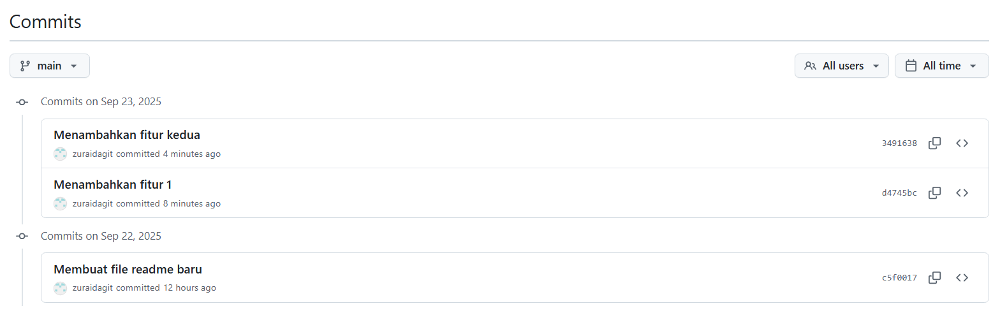 Commits
main
All users
All time
Commits on Sep 23, 2025
Menambahkan fitur kedua
zuraidagit committed 4 minutes ago
3491638
Menambahkan fitur 1
zuraidagit committed 8 minutes ago
d4745bc
Commits on Sep 22, 2025
Membuat file readme baru
zuraidagit committed 12 hours ago
c5f0017